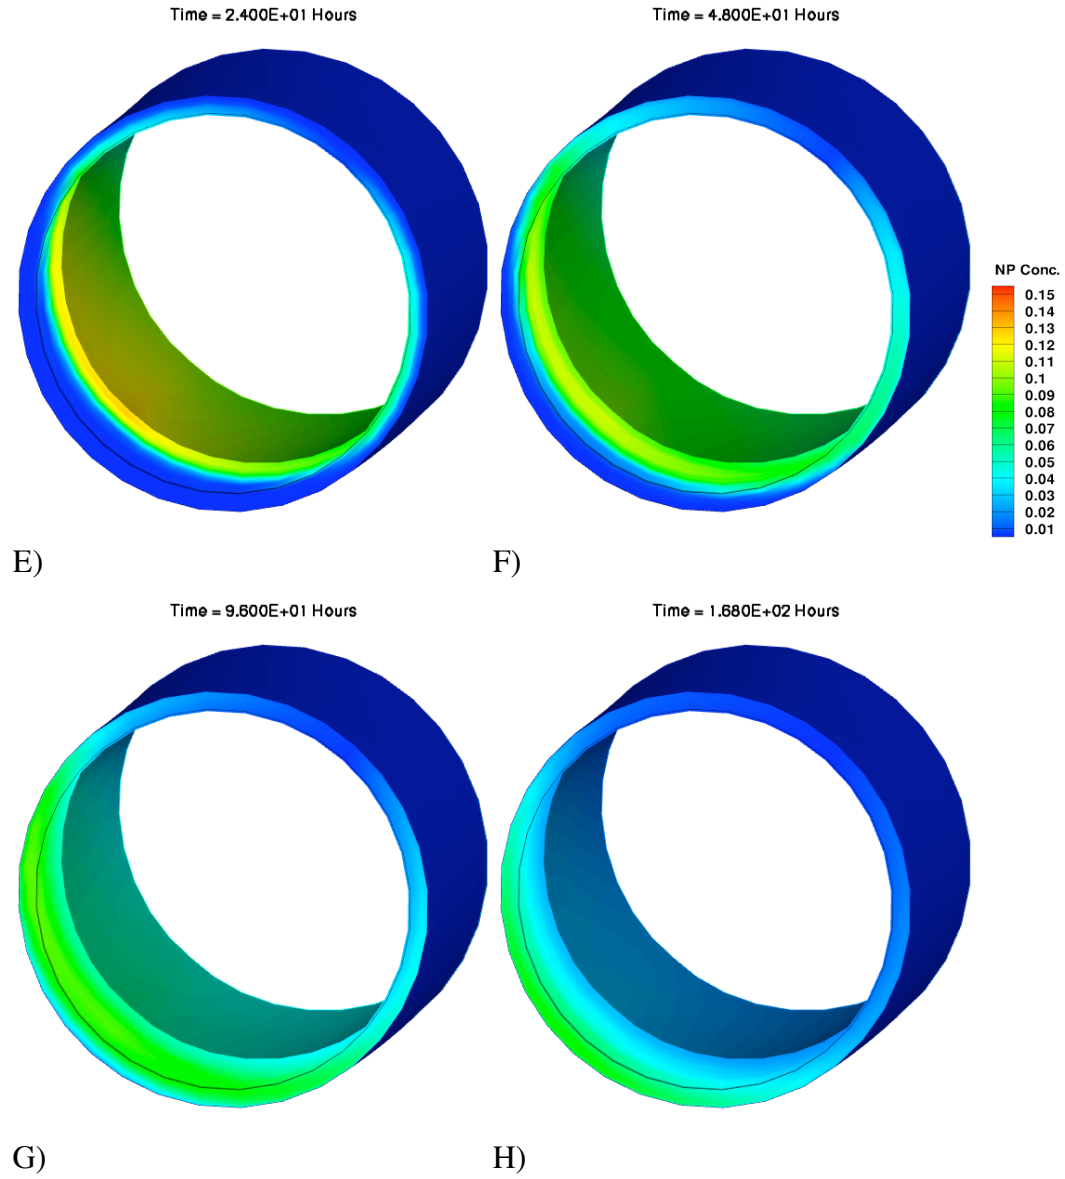 Time = 2.400E+01 Hours
Time = 4.800E+01 Hours
NP Conc.
0.15
0.14
0.13
0.12
0.11
0.1
0.09
0.08
0.07
0.06
0.05
0.04
0.03
0.02
0.01
E)
F)
Time = 9.600E+01 Hours
Time = 1.680E+02 Hours
G)
H)